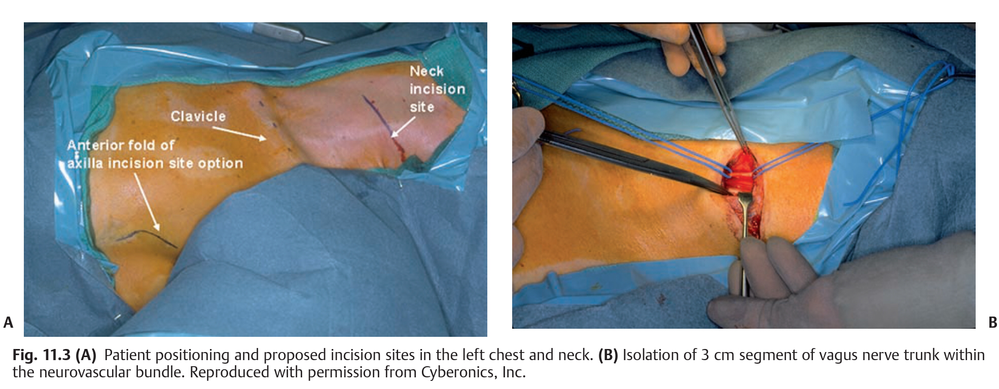 Neck
incision
site
Clavicle
Anterior fold of
axilla incision site option
A
B
Fig. 11.3 (A) Patient positioning and proposed incision sites in the left chest and neck. (B) Isolation of 3 cm segment of vagus nerve trunk within
the neurovascular bundle. Reproduced with permission from Cyberonics, Inc.